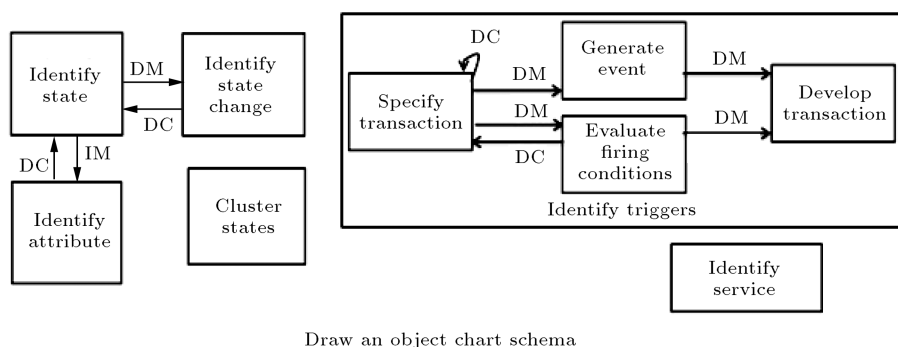 Identify
state
DM
DC
Identify
state
change
DC
IM
Identify
attribute
Cluster
states
DC
Specify
transaction
DM
DM
DC
Generate
event
Evaluate
firing
conditions
DM
DM
Develop
transaction
Identify triggers
Identify
service
Draw an object chart schema